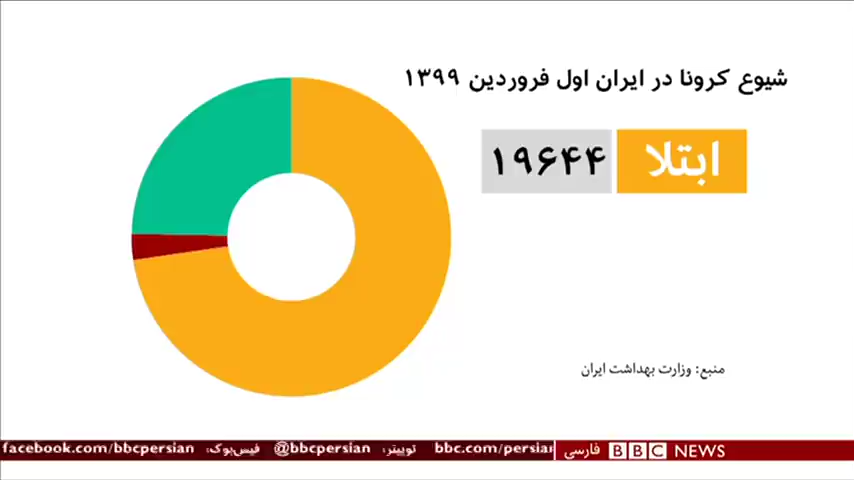 شیوع کرونا در ایران اول فروردین ۱۳۹۹
ابتلا ۱۹۶۴۴
منبع: وزارت بهداشت ایران
facebook.com/bbcpersian فیس‌بوک: @bbcpersian توییتر: bbc.com/persian فارسی BBC NEWS